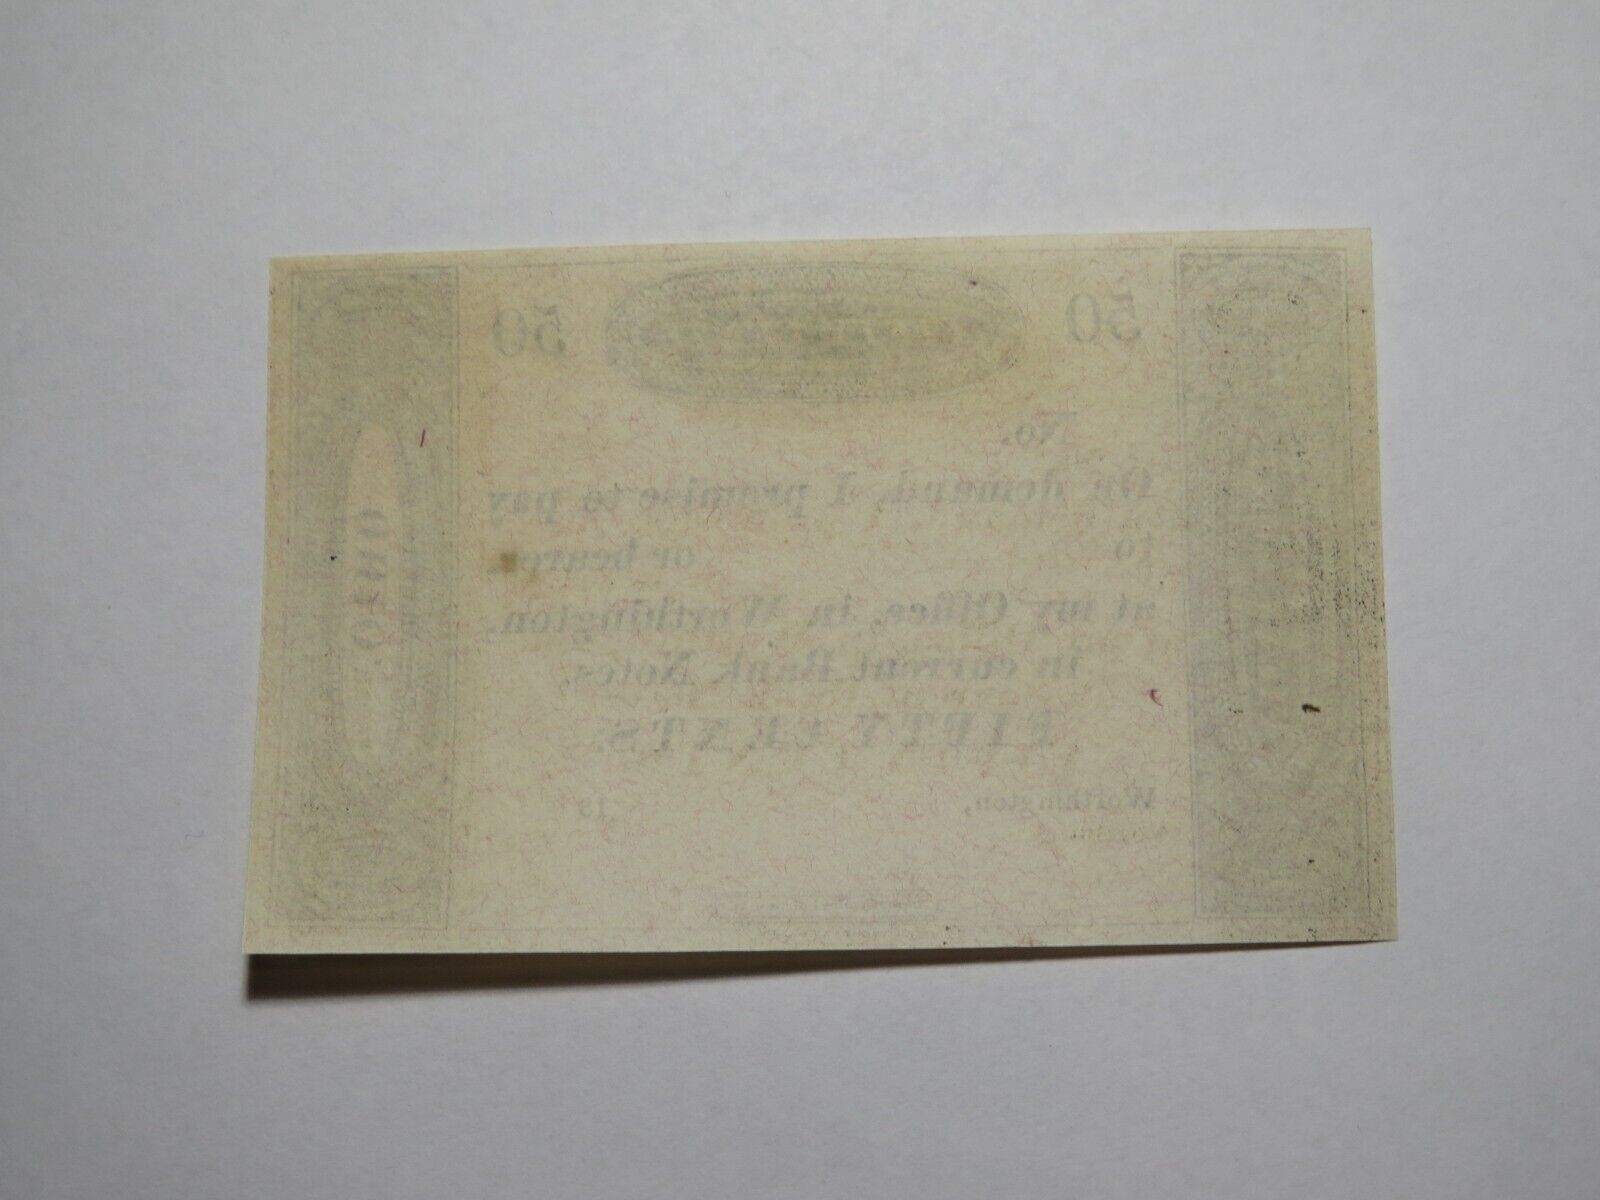 50 50
No.
On demand, I promise to pay
to or bearer
at my Office, in Worthington,
in current Bank Notes,
FIFTY CENTS.
Worthington, 18
OHIO